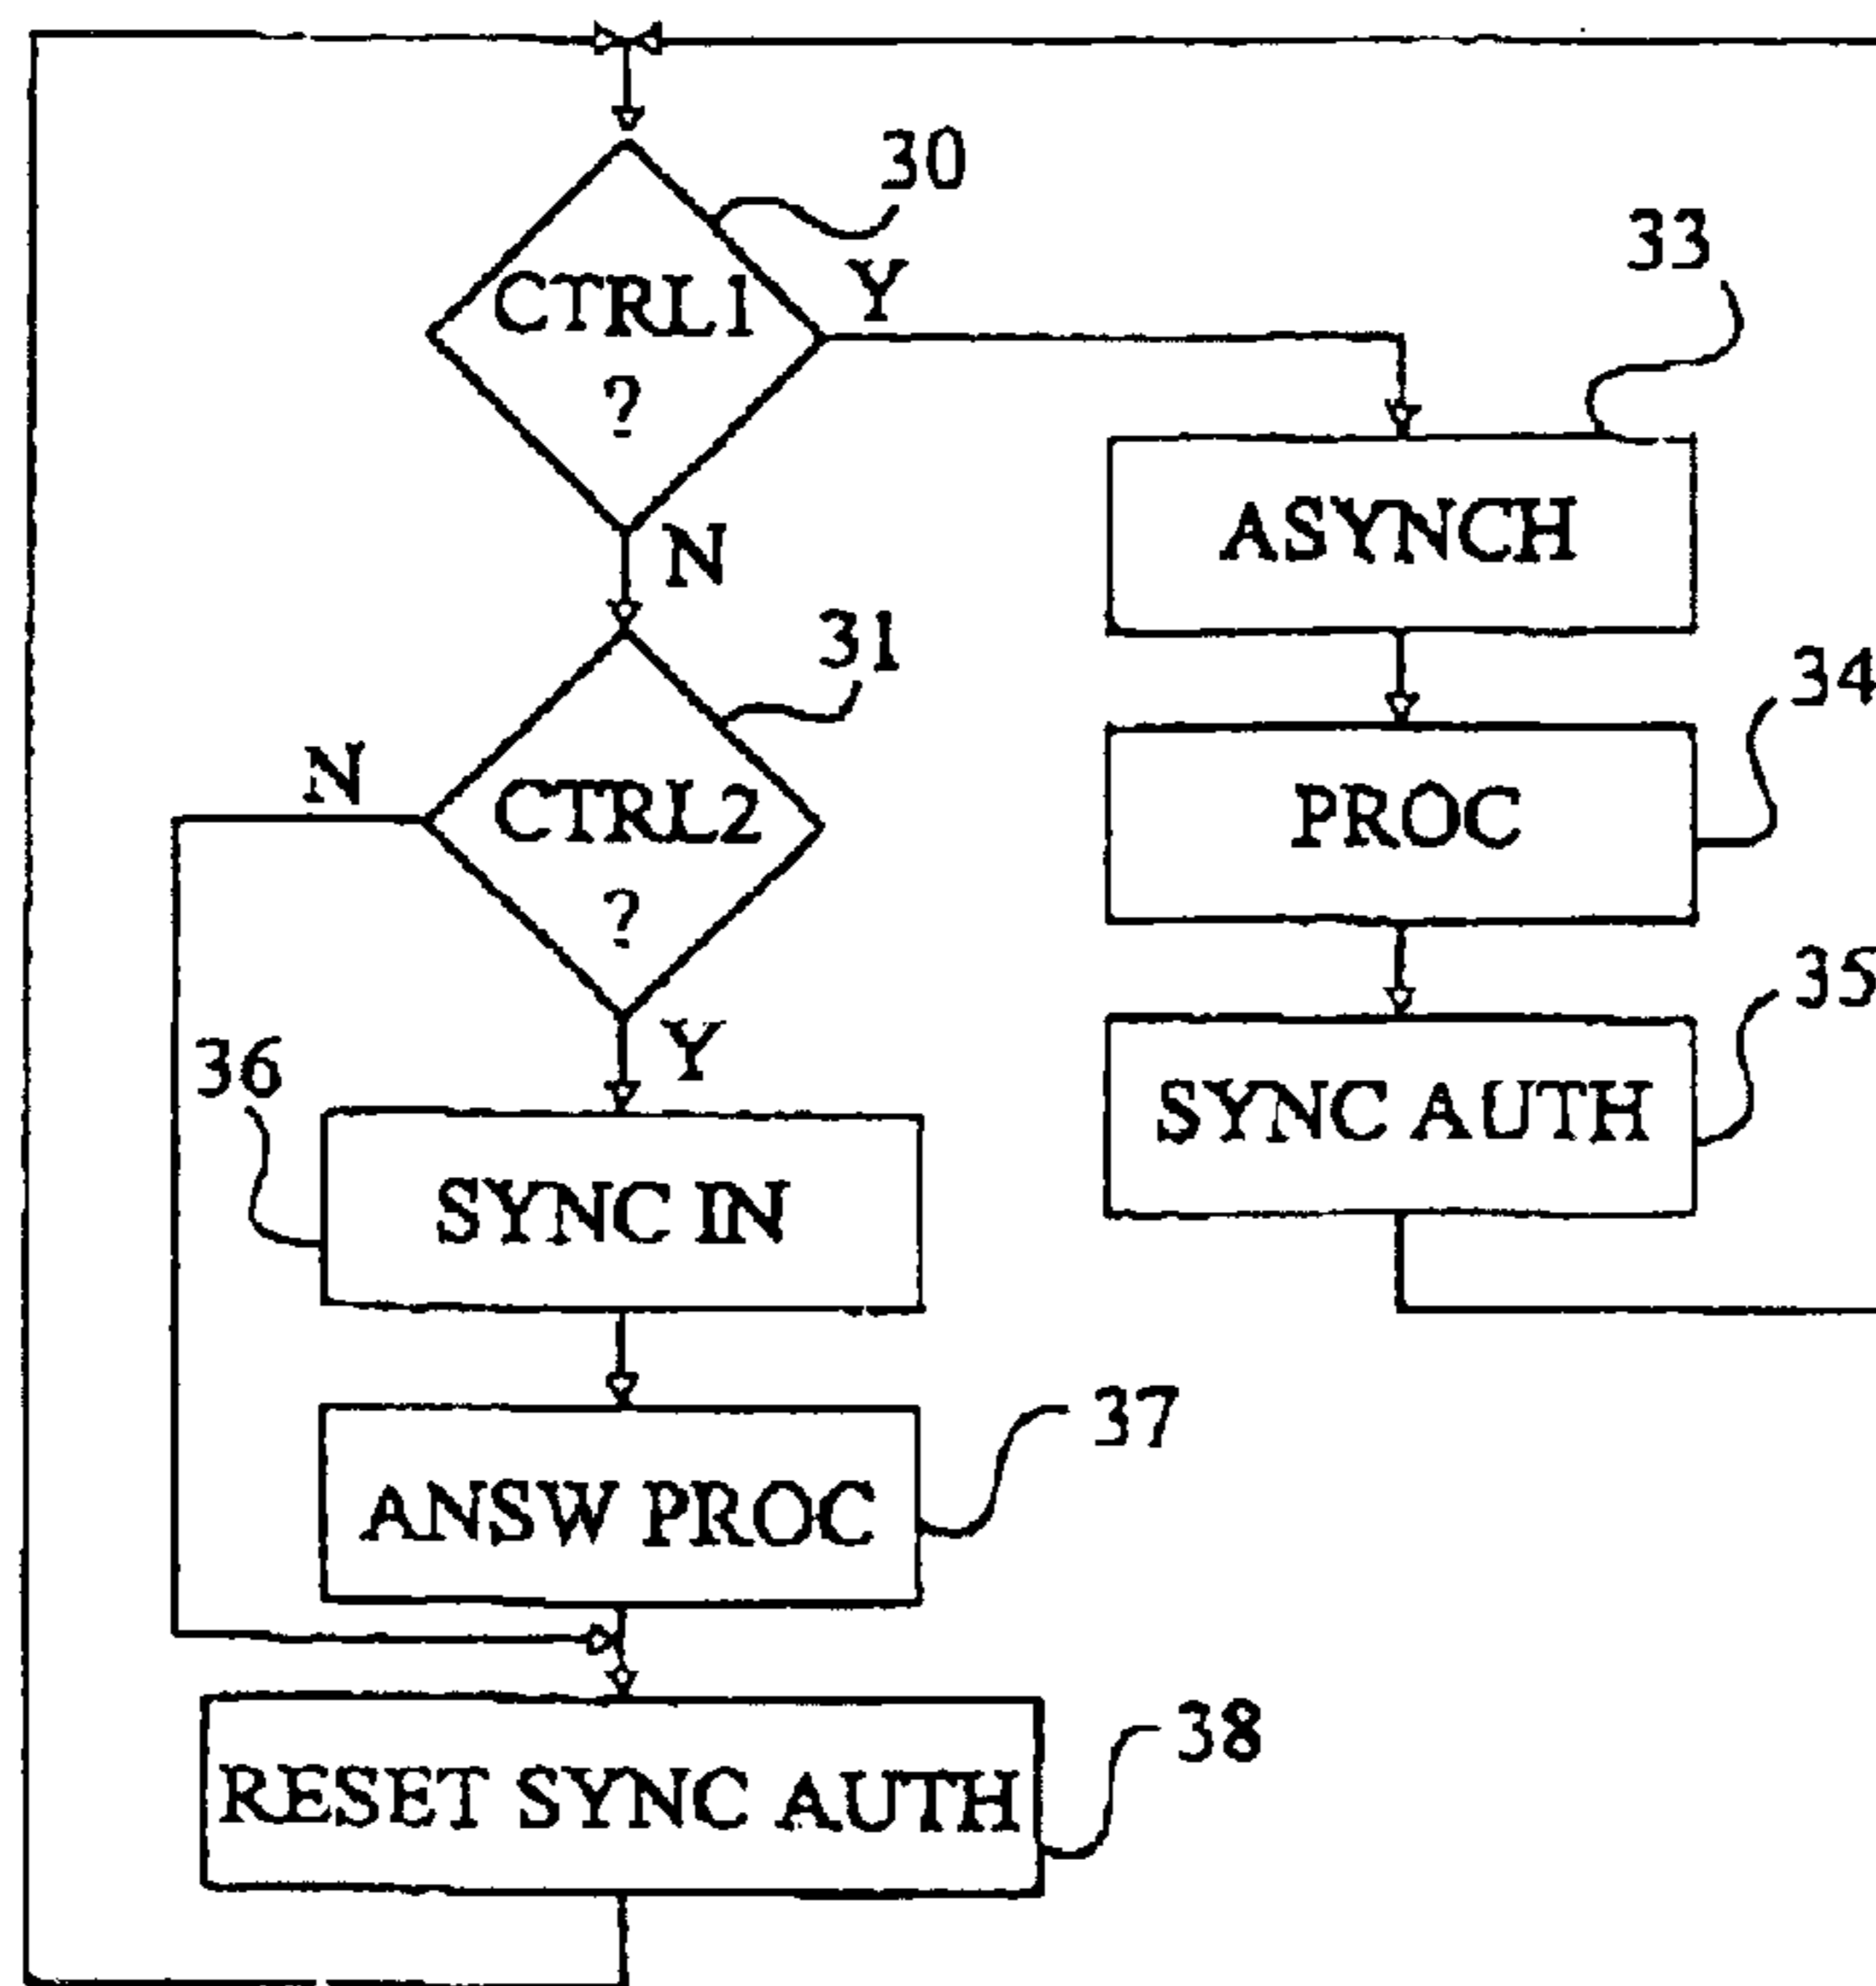 30
CTRL1
?
Y
N
33
ASYNCH
31
CTRL2
?
N
Y
34
PROC
35
SYNC AUTH
36
SYNC IN
37
ANSW PROC
38
RESET SYNC AUTH